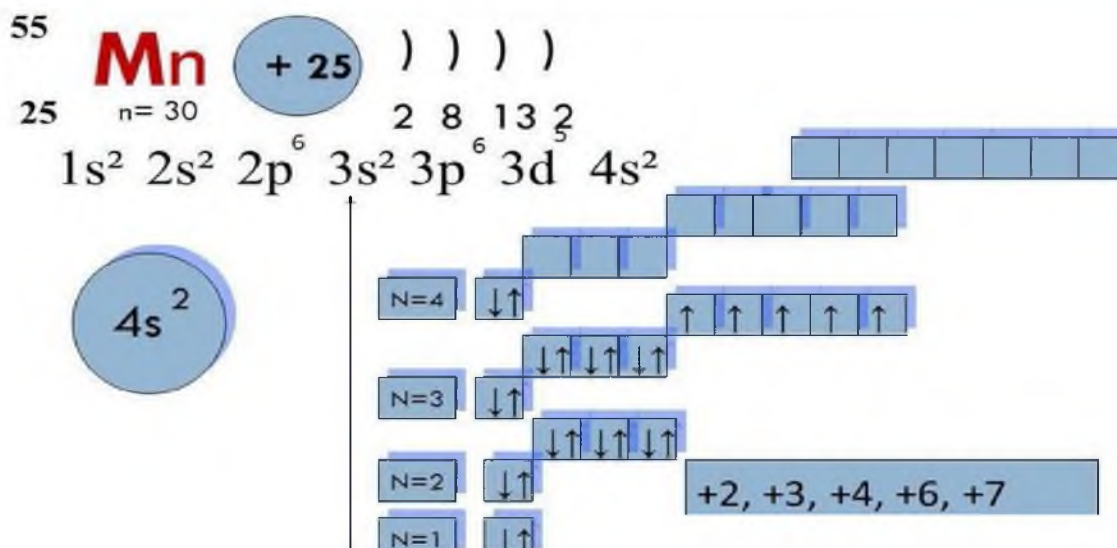 55
Mn + 25 ) ) ) )
25 n= 30 2 8 13 2
1s² 2s² 2p⁶ 3s² 3p⁶ 3d⁵ 4s²
4s²
N=4 ↓↑
↑ ↑ ↑ ↑ ↑
↓↑ ↓↑ ↓↑
N=3 ↓↑
↓↑ ↓↑ ↓↑
N=2 ↓↑
+2, +3, +4, +6, +7
N=1 ↓↑